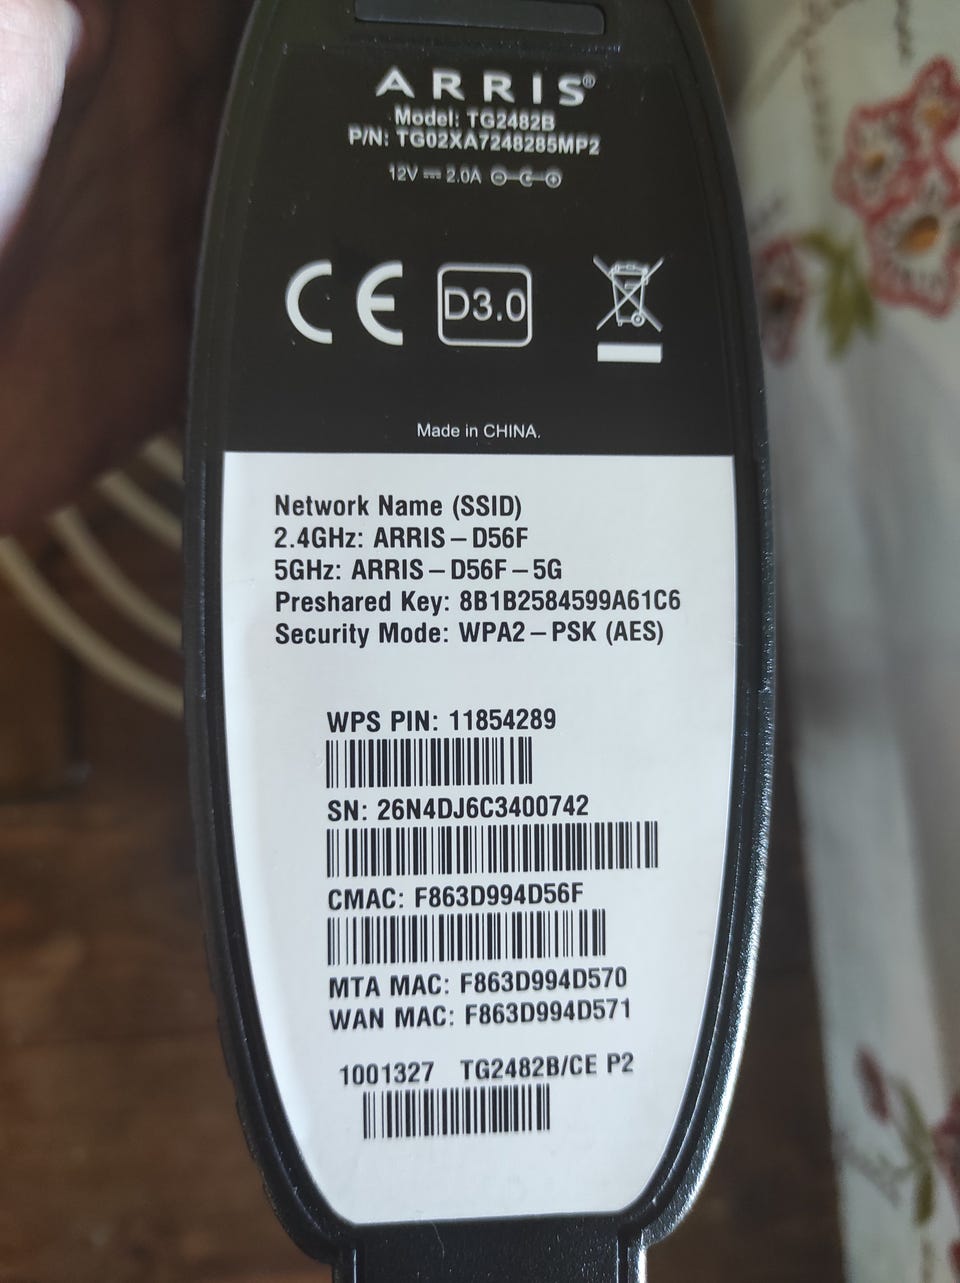 ARRIS®
Model: TG2482B
P/N: TG02XA7248285MP2
12V ⎓ 2.0A
CE D3.0
Made in CHINA.
Network Name (SSID)
2.4GHz: ARRIS – D56F
5GHz: ARRIS – D56F – 5G
Preshared Key: 8B1B2584599A61C6
Security Mode: WPA2 – PSK (AES)
WPS PIN: 11854289
SN: 26N4DJ6C3400742
CMAC: F863D994D56F
MTA MAC: F863D994D570
WAN MAC: F863D994D571
1001327 TG2482B/CE P2